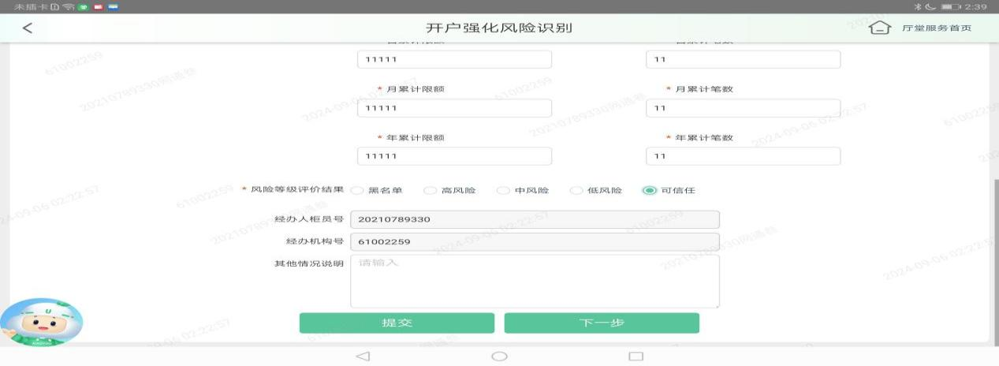 未插卡 2:39
开户强化风险识别 厅堂服务首页
11111 11
* 月累计限额 * 月累计笔数
11111 11
* 年累计限额 * 年累计笔数
11111 11
* 风险等级评价结果 黑名单 高风险 中风险 低风险 可信任
经办人柜员号 20210789330
经办机构号 61002259
其他情况说明 请输入
提交 下一步